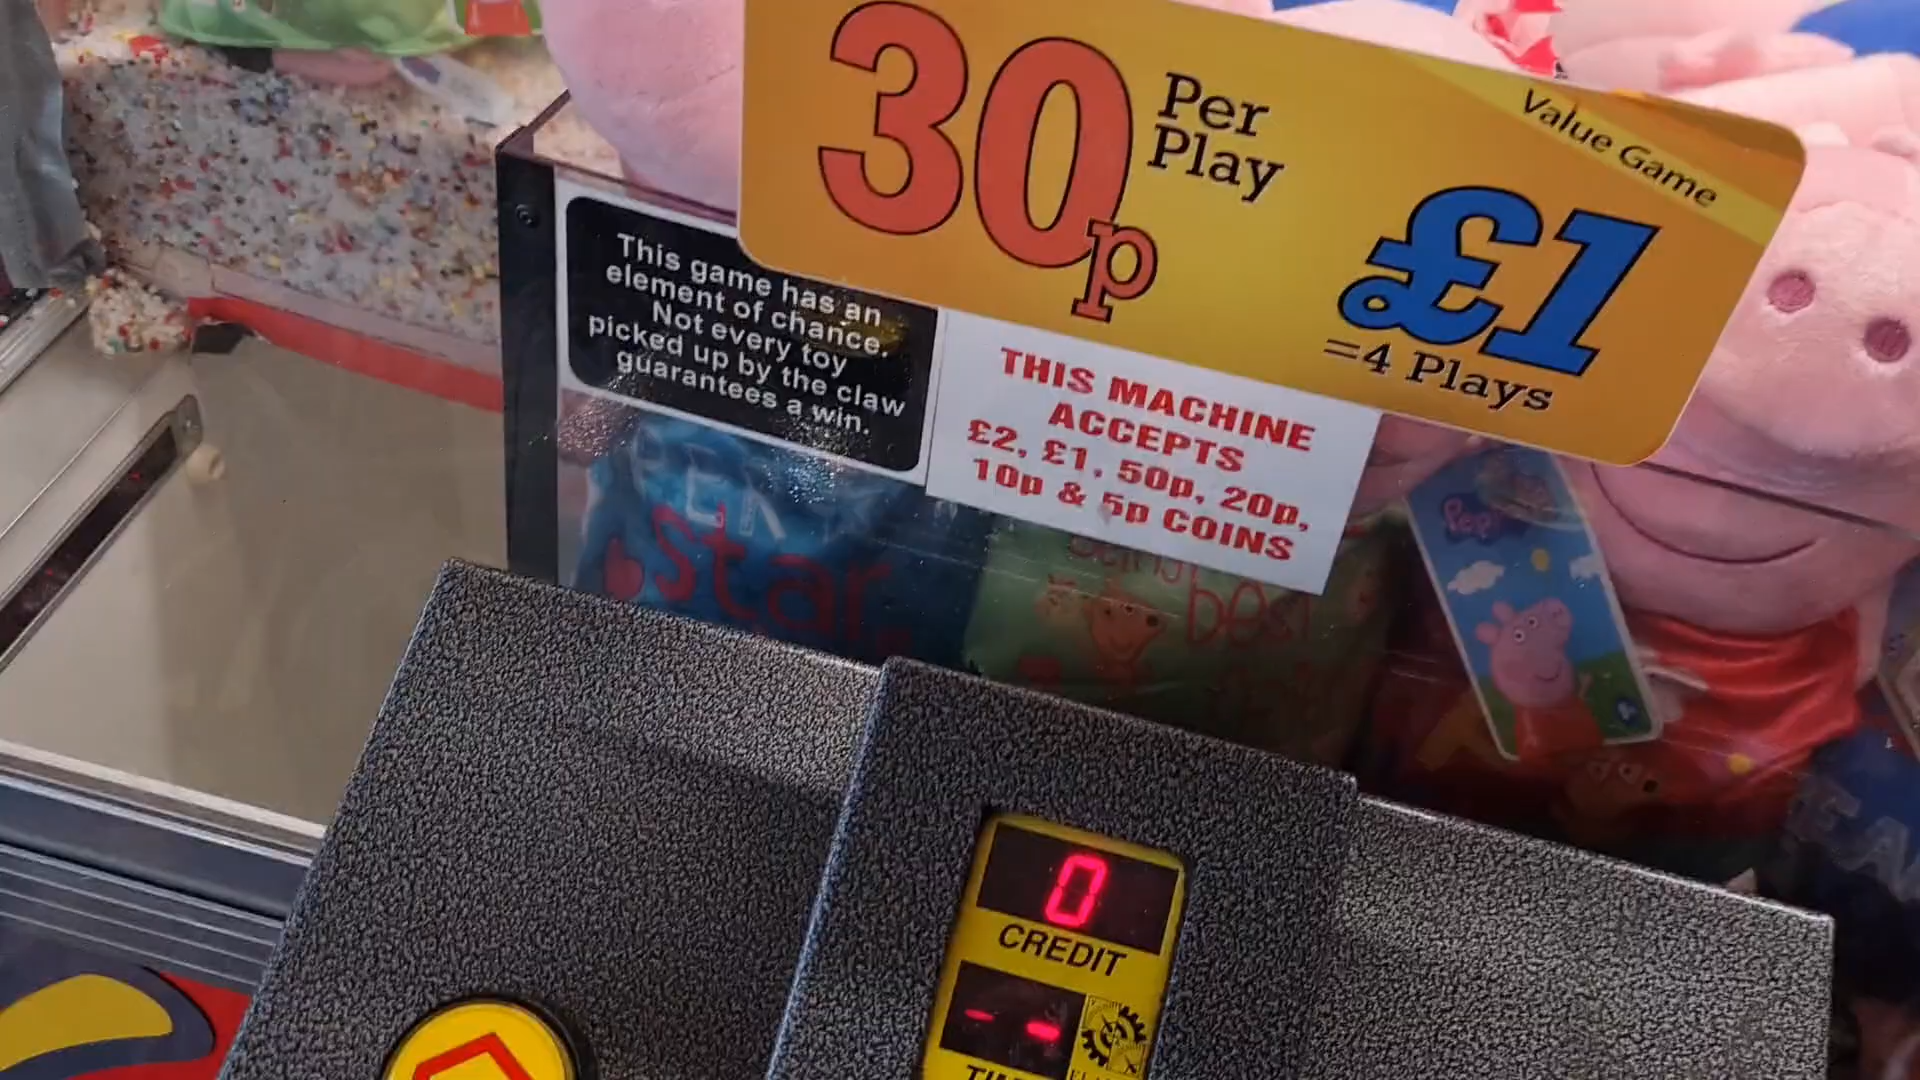 30p
Per
Play
Value Game
£1
=4 Plays
This game has an
element of chance.
Not every toy
picked up by the claw
guarantees a win.
THIS MACHINE
ACCEPTS
£2, £1, 50p, 20p,
10p & 5p COINS
star
being
best
0
CREDIT
--